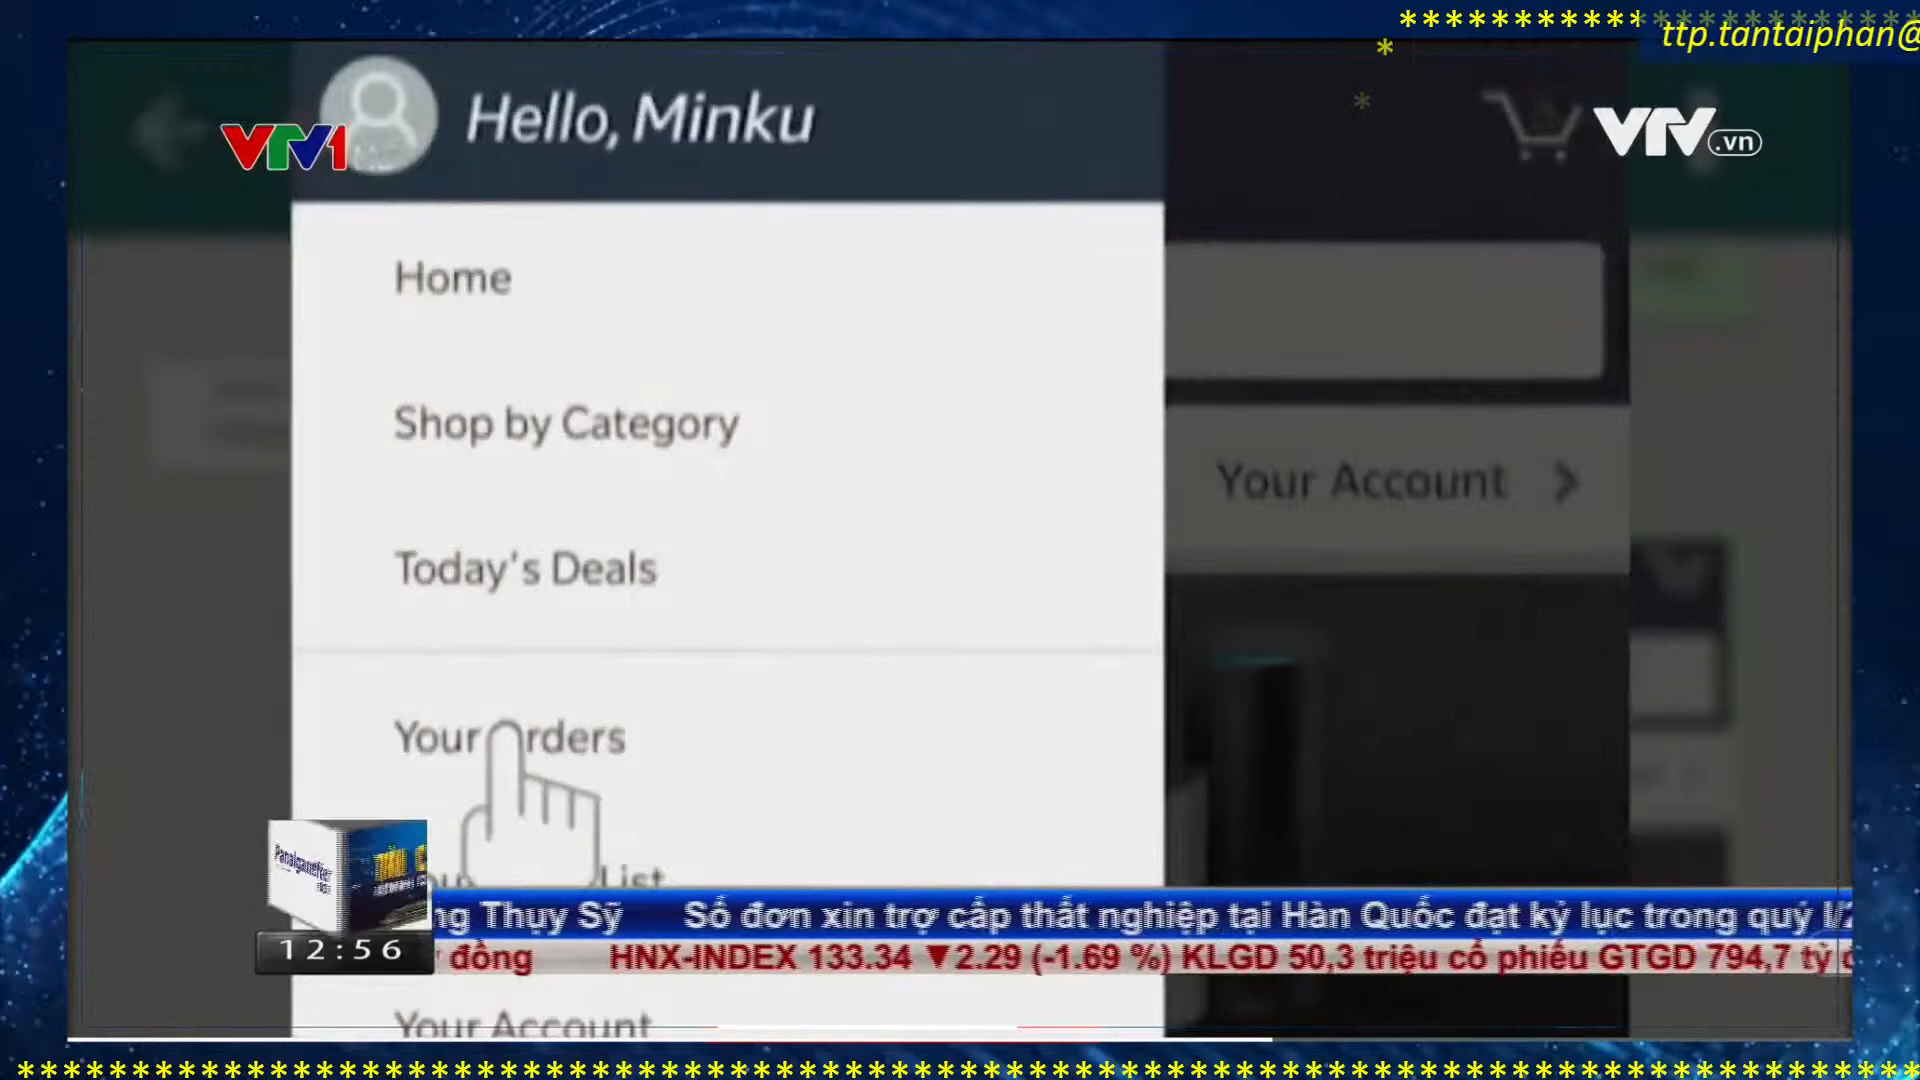 ttp.tantaiphan@
Hello, Minku
VTV1
VTV.vn
Home
Shop by Category
Your Account
Today's Deals
Your rders
List
ng Thụy Sỹ Số đơn xin trợ cấp thất nghiệp tại Hàn Quốc đạt kỷ lục trong quý I/2
12:56
đồng HNX-INDEX 133.34 ▼2.29 (-1.69 %) KLGD 50,3 triệu cổ phiếu GTGD 794,7 tỷ
Your Account